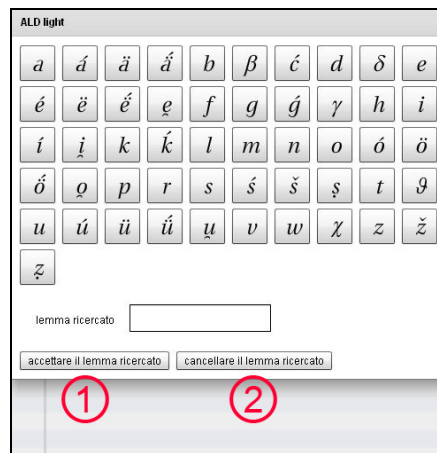 ALD light
a á ä ä́ b β ć d δ e
é ë ë́ e̯ f g ǵ γ h i
í i̯ k ḱ l m n o ó ö
ö́ o̯ p r s ś š ṣ t ϑ
u ú ü ǘ u̯ v w χ z ž
ẓ
lemma ricercato
accettare il lemma ricercato cancellare il lemma ricercato
1 2